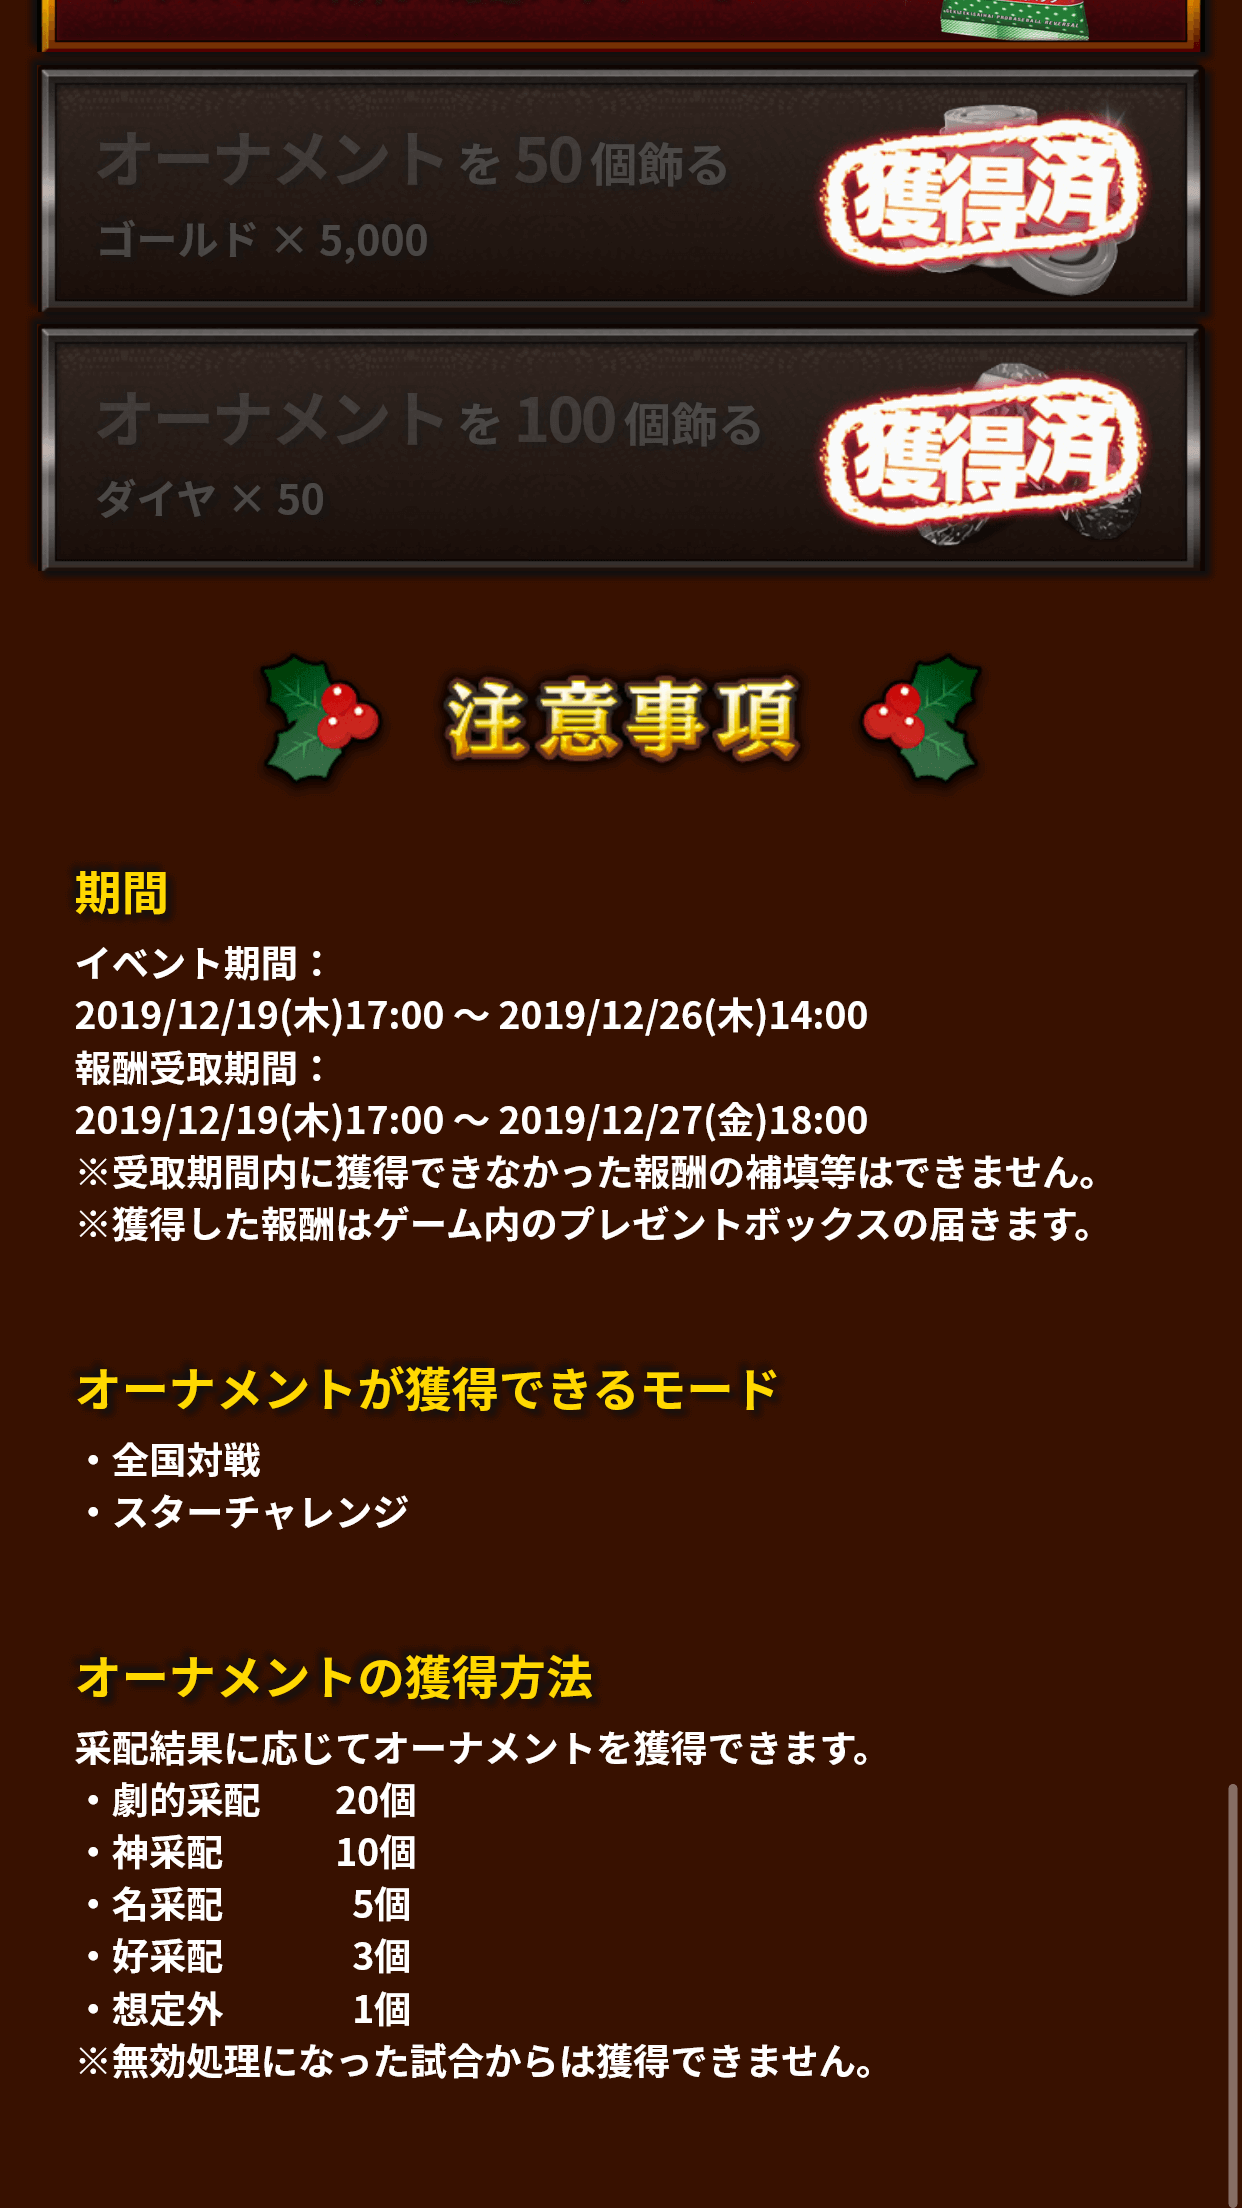 オーナメントを50個飾る
ゴールド × 5,000
獲得済
オーナメントを100個飾る
ダイヤ × 50
獲得済
注意事項
期間
イベント期間：
2019/12/19(木)17:00 ～ 2019/12/26(木)14:00
報酬受取期間：
2019/12/19(木)17:00 ～ 2019/12/27(金)18:00
※受取期間内に獲得できなかった報酬の補填等はできません。
※獲得した報酬はゲーム内のプレゼントボックスの届きます。
オーナメントが獲得できるモード
・全国対戦
・スターチャレンジ
オーナメントの獲得方法
采配結果に応じてオーナメントを獲得できます。
・劇的采配　　20個
・神采配　　　10個
・名采配　　　 5個
・好采配　　　 3個
・想定外　　　 1個
※無効処理になった試合からは獲得できません。